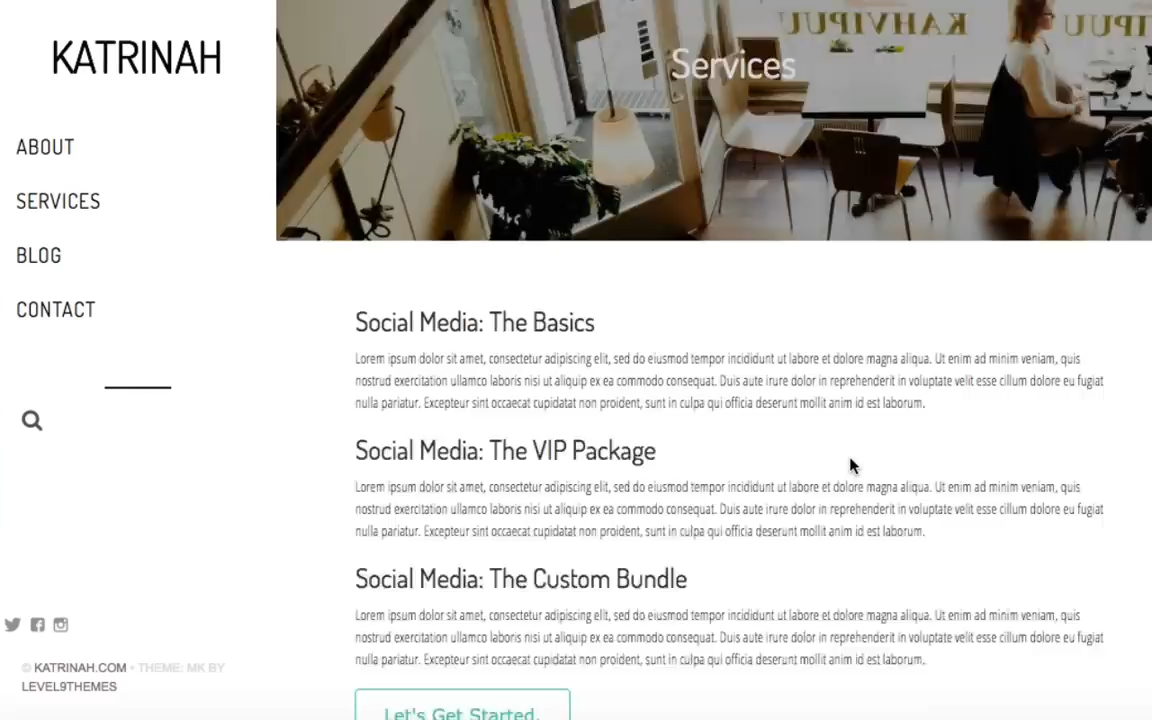 KATRINAH
ABOUT
SERVICES
BLOG
CONTACT
© KATRINAH.COM • THEME: MK BY
LEVEL9THEMES
KAHVIPUU
Services
Social Media: The Basics
Lorem ipsum dolor sit amet, consectetur adipiscing elit, sed do eiusmod tempor incididunt ut labore et dolore magna aliqua. Ut enim ad minim veniam, quis
nostrud exercitation ullamco laboris nisi ut aliquip ex ea commodo consequat. Duis aute irure dolor in reprehenderit in voluptate velit esse cillum dolore eu fugiat
nulla pariatur. Excepteur sint occaecat cupidatat non proident, sunt in culpa qui officia deserunt mollit anim id est laborum.
Social Media: The VIP Package
Lorem ipsum dolor sit amet, consectetur adipiscing elit, sed do eiusmod tempor incididunt ut labore et dolore magna aliqua. Ut enim ad minim veniam, quis
nostrud exercitation ullamco laboris nisi ut aliquip ex ea commodo consequat. Duis aute irure dolor in reprehenderit in voluptate velit esse cillum dolore eu fugiat
nulla pariatur. Excepteur sint occaecat cupidatat non proident, sunt in culpa qui officia deserunt mollit anim id est laborum.
Social Media: The Custom Bundle
Lorem ipsum dolor sit amet, consectetur adipiscing elit, sed do eiusmod tempor incididunt ut labore et dolore magna aliqua. Ut enim ad minim veniam, quis
nostrud exercitation ullamco laboris nisi ut aliquip ex ea commodo consequat. Duis aute irure dolor in reprehenderit in voluptate velit esse cillum dolore eu fugiat
nulla pariatur. Excepteur sint occaecat cupidatat non proident, sunt in culpa qui officia deserunt mollit anim id est laborum.
Let's Get Started.